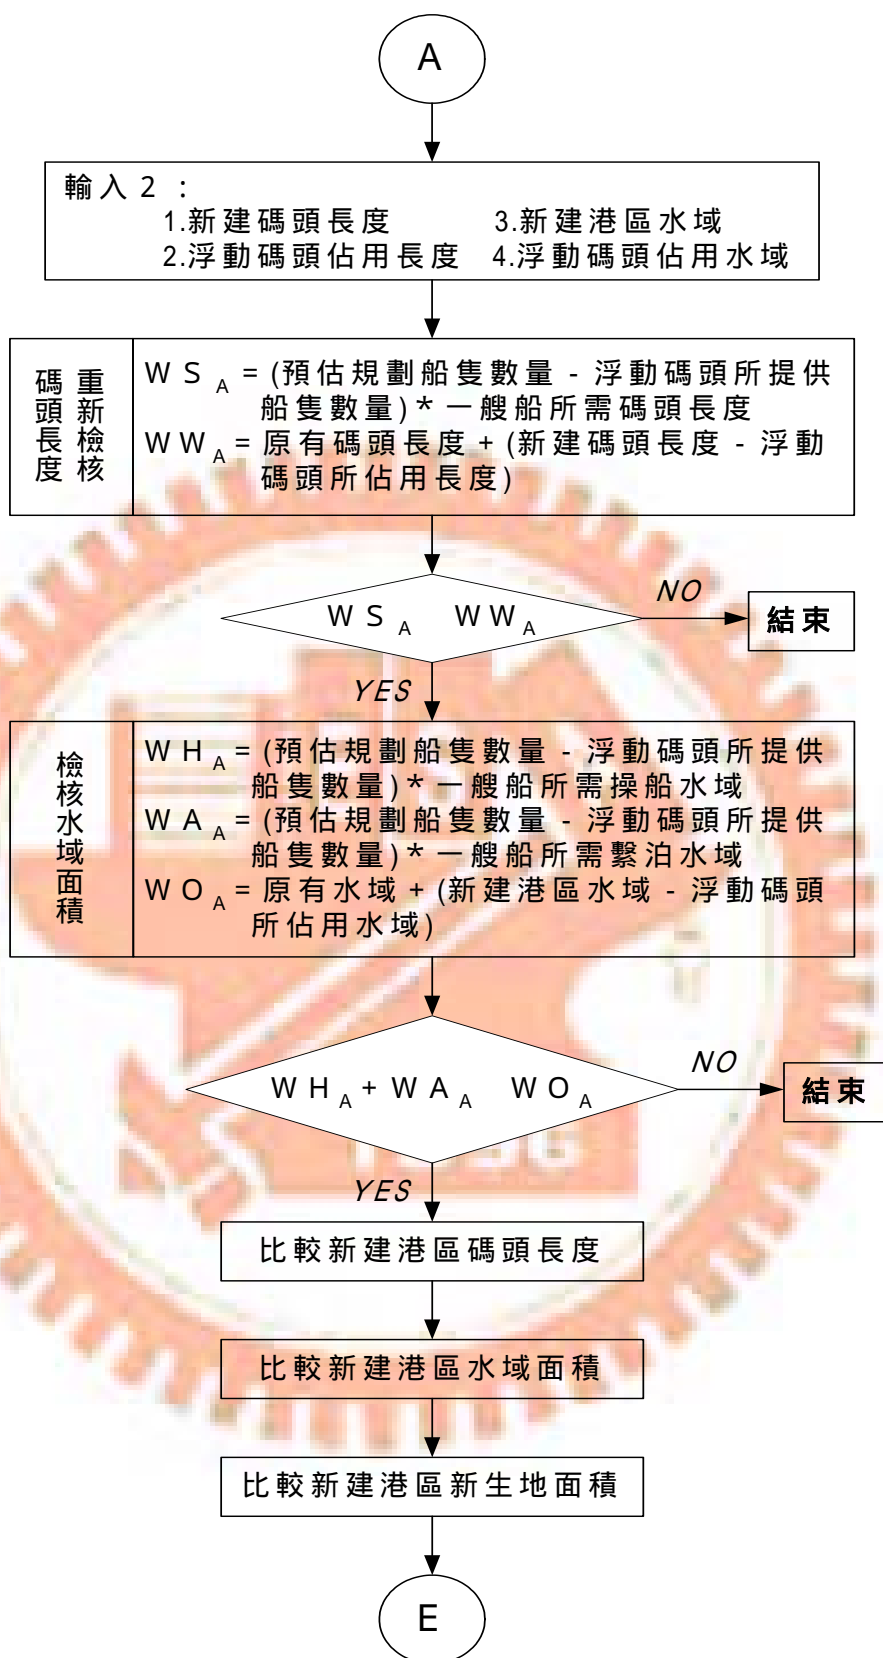 A
輸入 2 :
1.新建碼頭長度 3.新建港區水域
2.浮動碼頭佔用長度 4.浮動碼頭佔用水域
重新檢核
碼頭長度
WS A = (預估規劃船隻數量 - 浮動碼頭所提供
船隻數量) * 一艘船所需碼頭長度
WW A = 原有碼頭長度 + (新建碼頭長度 - 浮動
碼頭所佔用長度)
WS A WW A
NO
結束
YES
檢核水域面積
WH A = (預估規劃船隻數量 - 浮動碼頭所提供
船隻數量) * 一艘船所需操船水域
WA A = (預估規劃船隻數量 - 浮動碼頭所提供
船隻數量) * 一艘船所需繫泊水域
WO A = 原有水域 + (新建港區水域 - 浮動碼頭
所佔用水域)
WH A + WA A WO A
NO
結束
YES
比較新建港區碼頭長度
比較新建港區水域面積
比較新建港區新生地面積
E